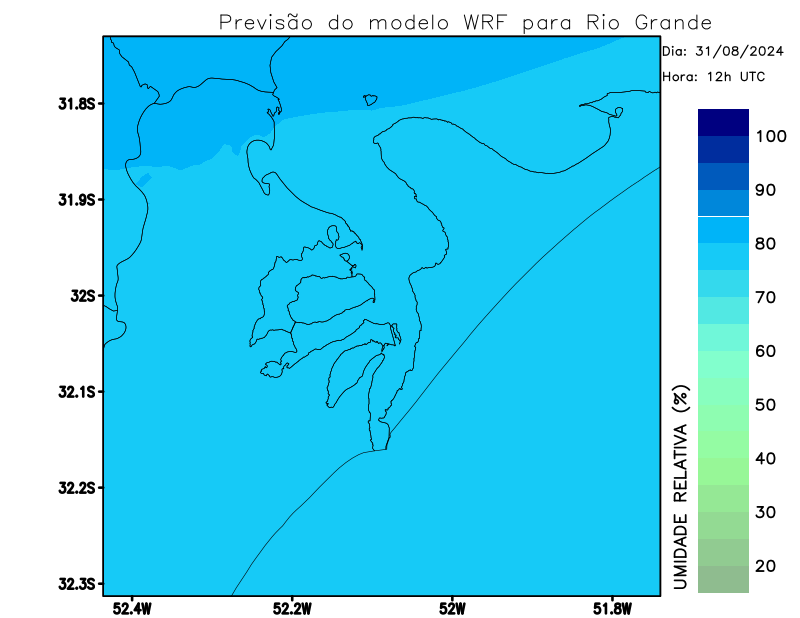 Previsão do modelo WRF para Rio Grande
Dia: 31/08/2024
Hora: 12h UTC
31.8S
31.9S
32S
32.1S
32.2S
32.3S
52.4W
52.2W
52W
51.8W
100
90
80
70
60
50
40
30
20
UMIDADE RELATIVA (%)